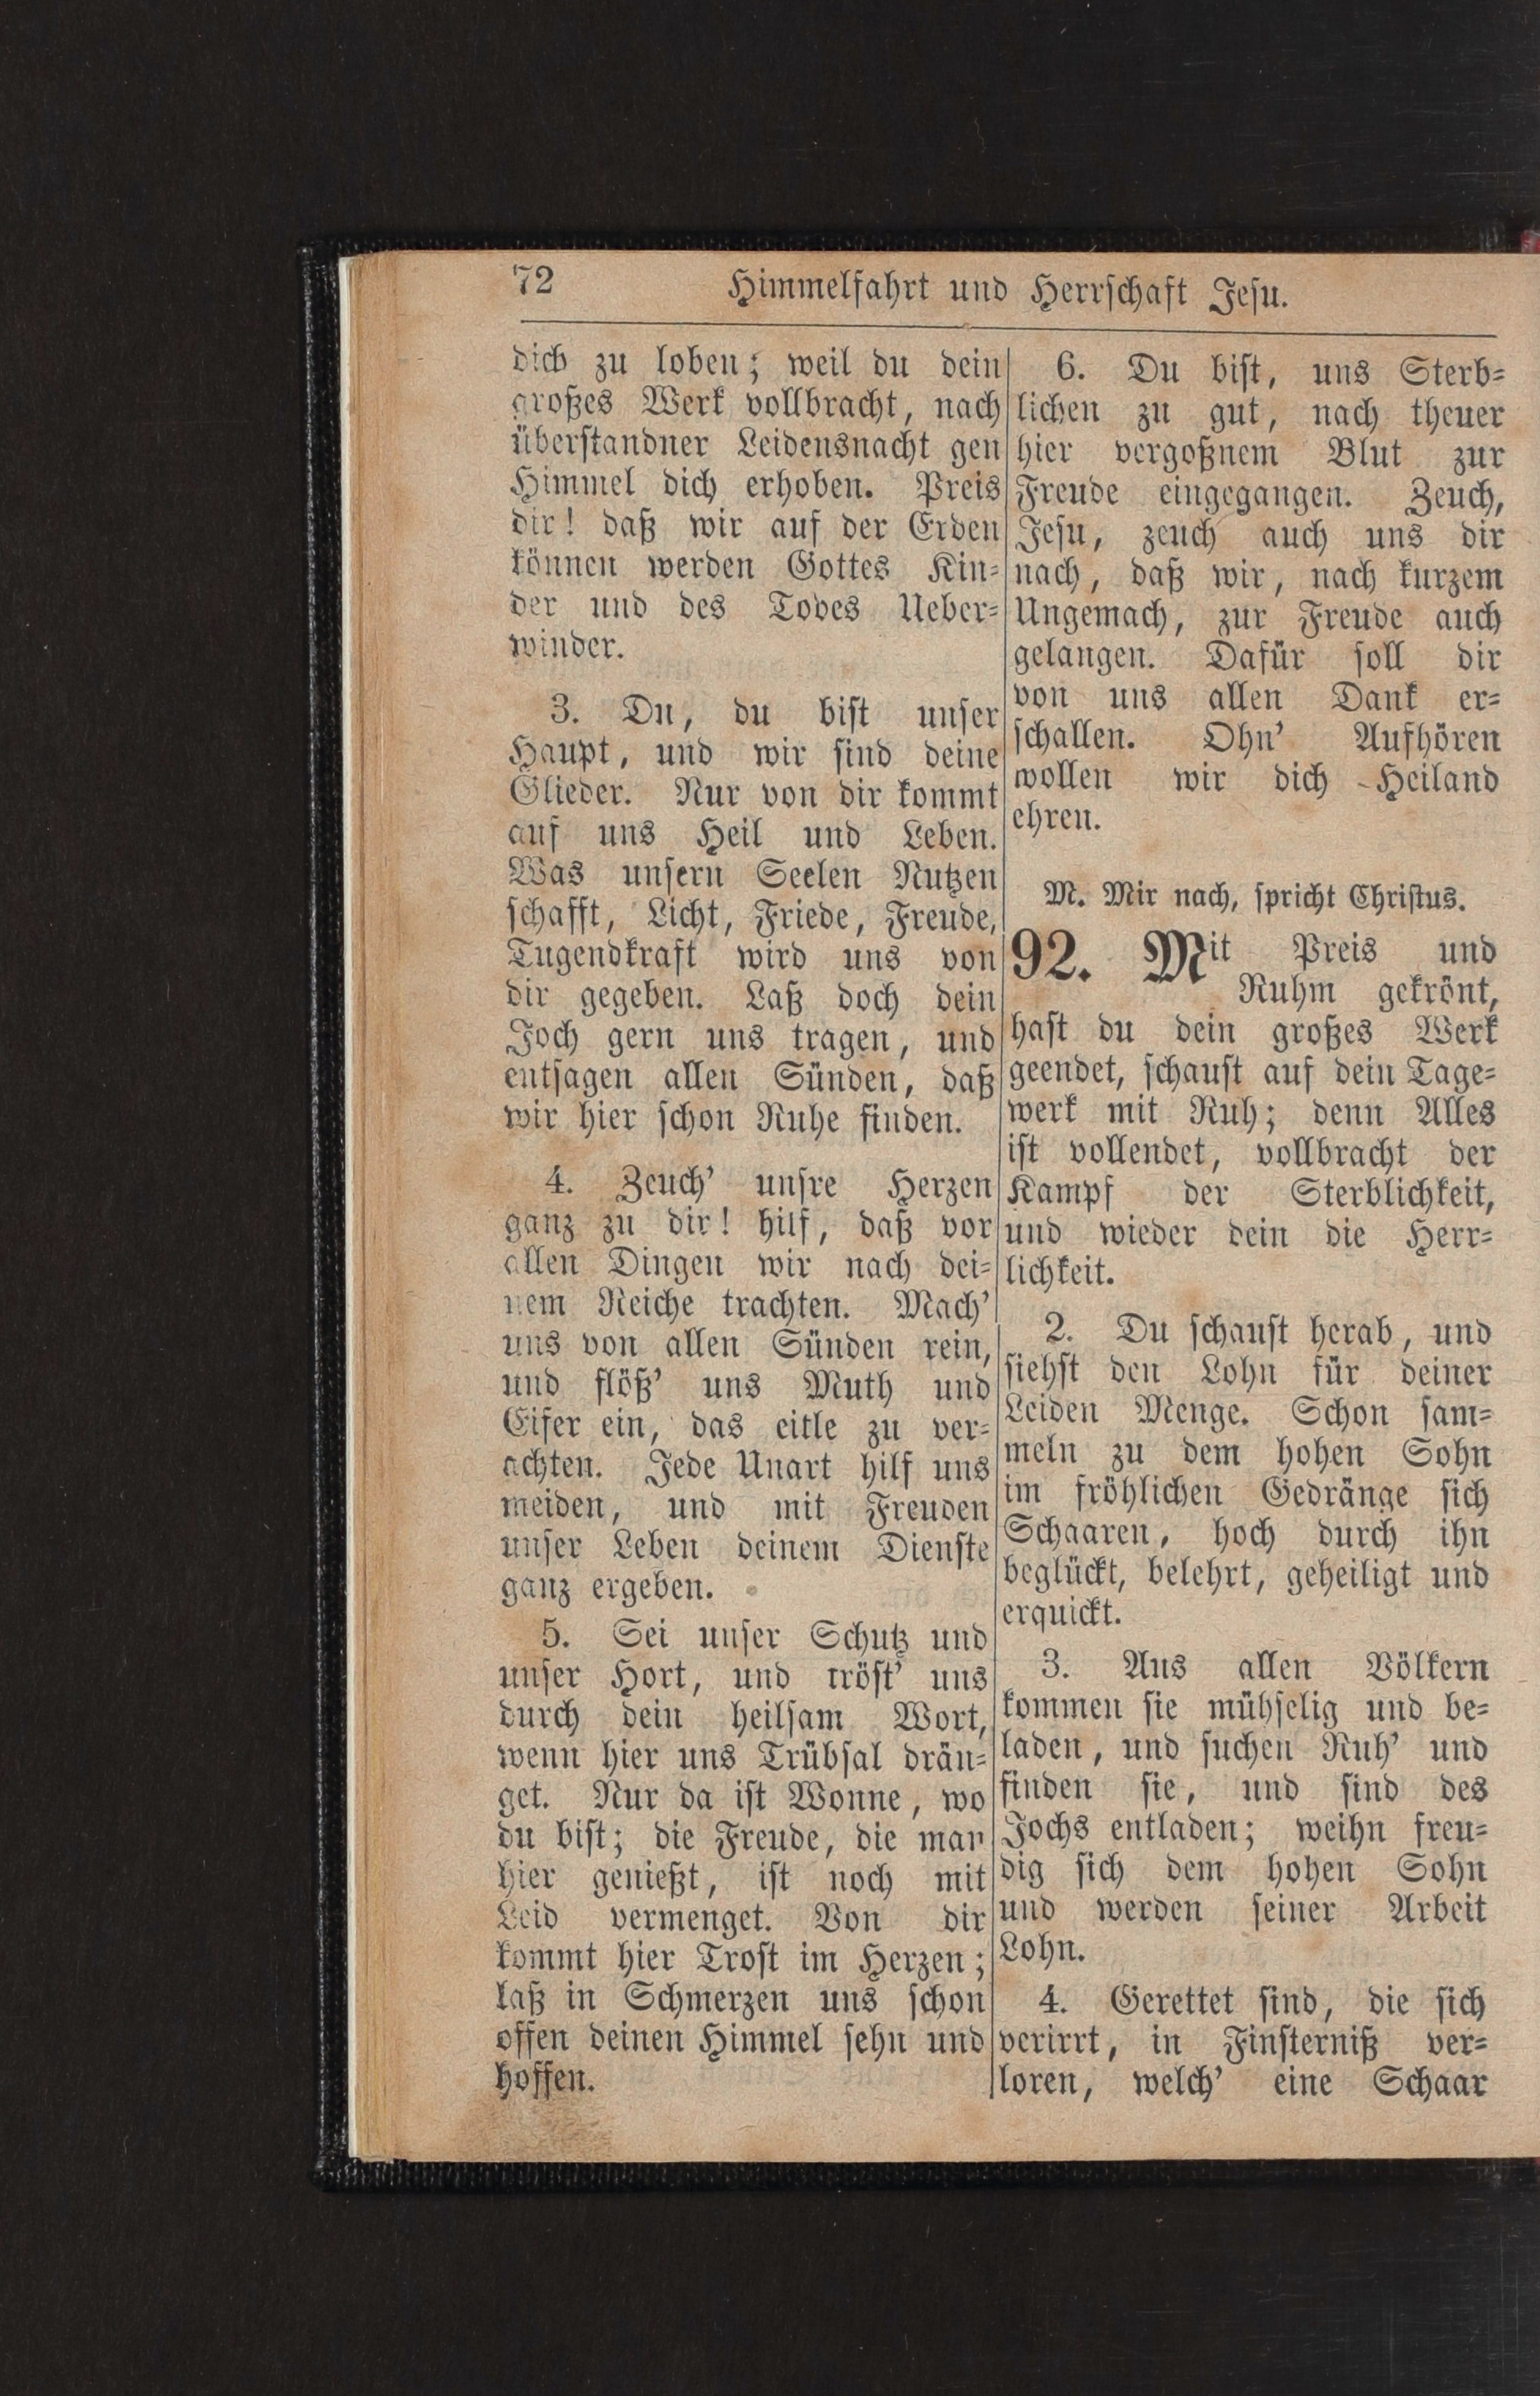 72
Himmelfahrt und Herrschaft Jesu.
dich zu loben; weil du dein
großes Werk vollbracht, nach
überstandner Leidensnacht gen
Himmel dich erhoben. Preis
dir! daß wir auf der Erden
können werden Gottes Kin-
der und des Todes Ueber-
winder.
3. Du, du bist unser
Haupt, und wir sind deine
Glieder. Nur von dir kommt
auf uns Heil und Leben.
Was unsern Seelen Nutzen
schafft, Licht, Friede, Freude,
Tugendkraft wird uns von
dir gegeben. Laß doch dein
Joch gern uns tragen, und
entsagen allen Sünden, daß
wir hier schon Ruhe finden.
4. Zeuch' unsre Herzen
ganz zu dir! hilf, daß vor
allen Dingen wir nach dei-
nem Reiche trachten. Mach'
uns von allen Sünden rein,
und flöß' uns Muth und
Eifer ein, das eitle zu ver-
achten. Jede Unart hilf uns
meiden, und mit Freuden
unser Leben deinem Dienste
ganz ergeben.
5. Sei unser Schutz und
unser Hort, und tröst' uns
durch dein heilsam Wort,
wenn hier uns Trübsal drän-
get. Nur da ist Wonne, wo
du bist; die Freude, die man
hier genießt, ist noch mit
Leid vermenget. Von dir
kommt hier Trost im Herzen;
laß in Schmerzen uns schon
offen deinen Himmel sehn und
hoffen.
6. Du bist, uns Sterb-
lichen zu gut, nach theuer
hier vergoßnem Blut zur
Freude eingegangen. Zeuch,
Jesu, zeuch auch uns dir
nach, daß wir, nach kurzem
Ungemach, zur Freude auch
gelangen. Dafür soll dir
von uns allen Dank er-
schallen. Ohn' Aufhören
wollen wir dich Heiland
ehren.
M. Mir nach, spricht Christus.
92. Mit Preis und
Ruhm gekrönt,
hast du dein großes Werk
geendet, schaust auf dein Tage-
werk mit Ruh; denn Alles
ist vollendet, vollbracht der
Kampf der Sterblichkeit,
und wieder dein die Herr-
lichkeit.
2. Du schaust herab, und
siehst den Lohn für deiner
Leiden Menge. Schon sam-
meln zu dem hohen Sohn
im fröhlichen Gedränge sich
Schaaren, hoch durch ihn
beglückt, belehrt, geheiligt und
erquickt.
3. Aus allen Völkern
kommen sie mühselig und be-
laden, und suchen Ruh' und
finden sie, und sind des
Jochs entladen; weihn freu-
dig sich dem hohen Sohn
und werden seiner Arbeit
Lohn.
4. Gerettet sind, die sich
verirrt, in Finsterniß ver-
loren, welch' eine Schaar